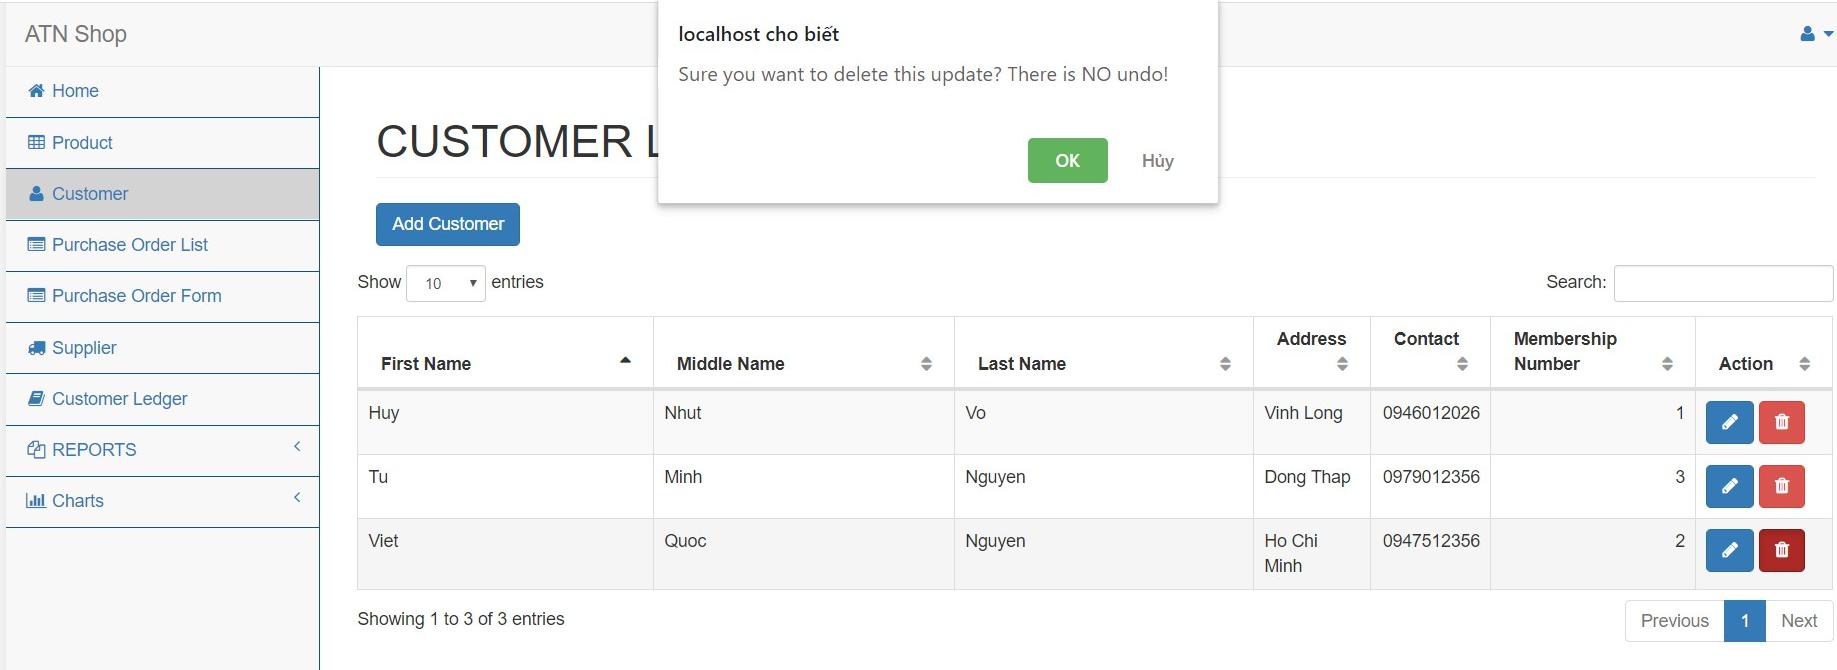 ATN Shop
localhost cho biết
Sure you want to delete this update? There is NO undo!
OK
Hủy
Home
Product
Customer
Purchase Order List
Purchase Order Form
Supplier
Customer Ledger
REPORTS
Charts
CUSTOMER L
Add Customer
Show 10 entries
Search:
First Name Middle Name Last Name Address Contact Membership Number Action
Huy Nhut Vo Vinh Long 0946012026 1
Tu Minh Nguyen Dong Thap 0979012356 3
Viet Quoc Nguyen Ho Chi Minh 0947512356 2
Showing 1 to 3 of 3 entries
Previous 1 Next